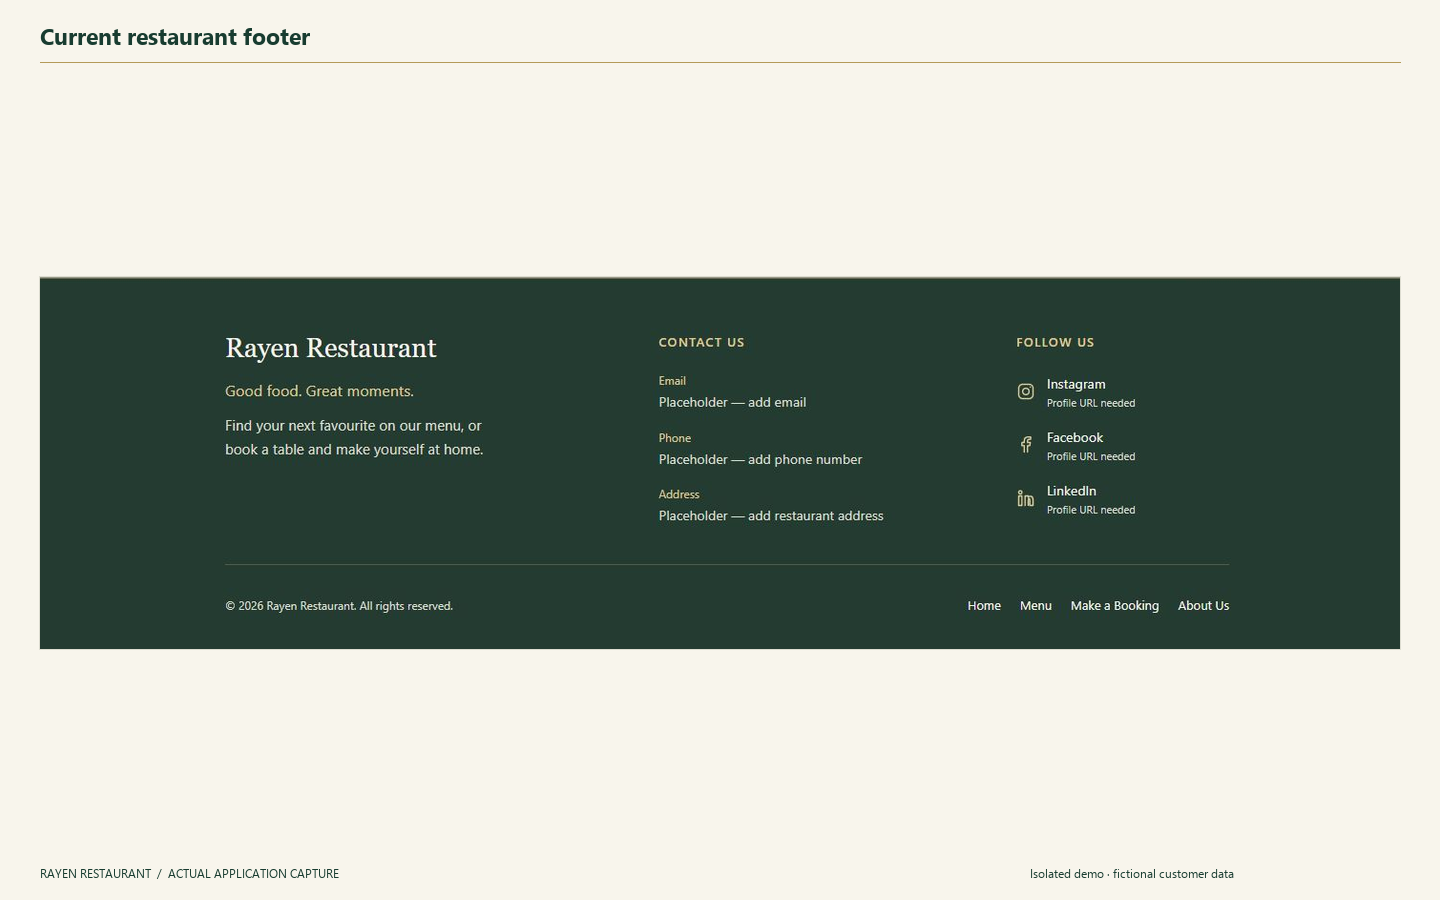 Current restaurant footer
Rayen Restaurant
Good food. Great moments.
Find your next favourite on our menu, or
book a table and make yourself at home.
CONTACT US
Email
Placeholder — add email
Phone
Placeholder — add phone number
Address
Placeholder — add restaurant address
FOLLOW US
Instagram
Profile URL needed
Facebook
Profile URL needed
LinkedIn
Profile URL needed
© 2026 Rayen Restaurant. All rights reserved.
Home Menu Make a Booking About Us
RAYEN RESTAURANT / ACTUAL APPLICATION CAPTURE
Isolated demo · fictional customer data